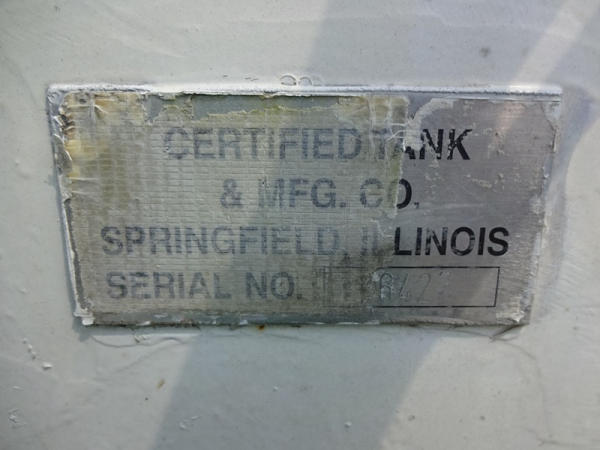 CERTIFIED TANK
& MFG. CO.
SPRINGFIELD, ILLINOIS
SERIAL NO.